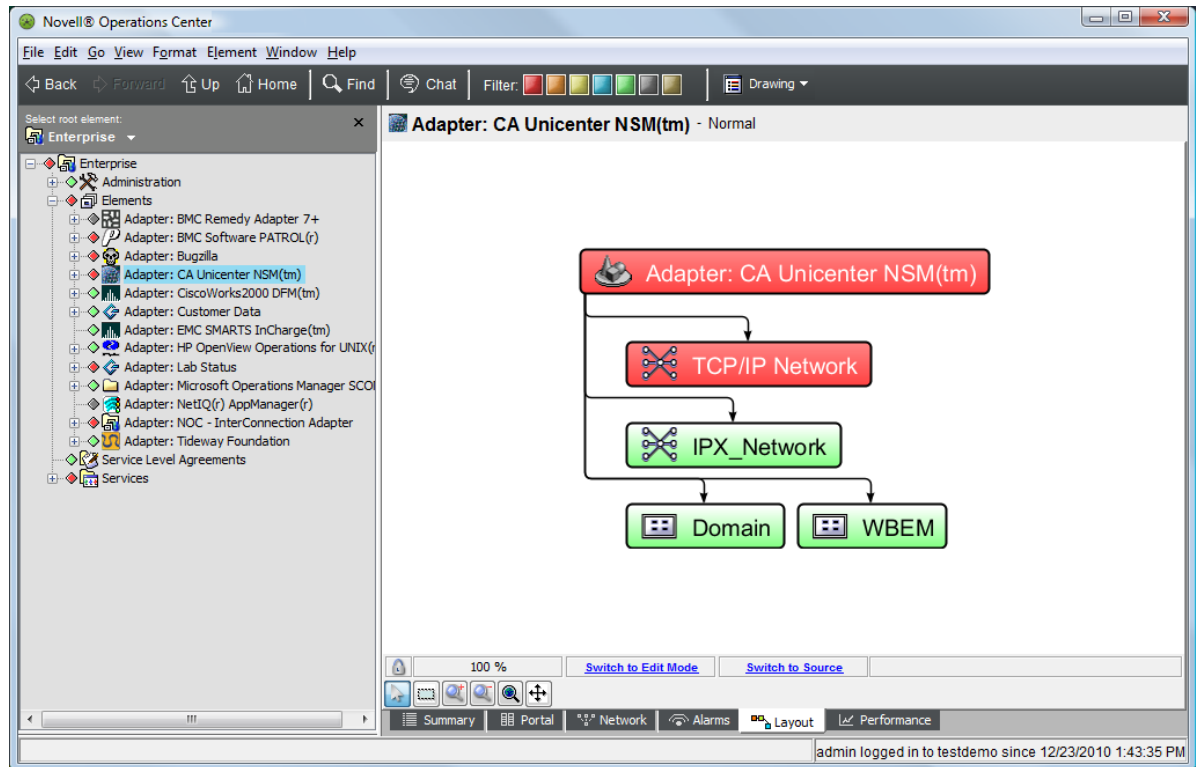 Novell® Operations Center
File Edit Go View Format Element Window Help
Back Forward Up Home Find Chat Filter: Drawing
Select root element:
Enterprise
Adapter: CA Unicenter NSM(tm) - Normal
Enterprise
Administration
Elements
Adapter: BMC Remedy Adapter 7+
Adapter: BMC Software PATROL(r)
Adapter: Bugzilla
Adapter: CA Unicenter NSM(tm)
Adapter: CiscoWorks2000 DFM(tm)
Adapter: Customer Data
Adapter: EMC SMARTS InCharge(tm)
Adapter: HP OpenView Operations for UNIX(r
Adapter: Lab Status
Adapter: Microsoft Operations Manager SCO
Adapter: NetIQ(r) AppManager(r)
Adapter: NOC - InterConnection Adapter
Adapter: Tideway Foundation
Service Level Agreements
Services
Adapter: CA Unicenter NSM(tm)
TCP/IP Network
IPX_Network
Domain WBEM
100 % Switch to Edit Mode Switch to Source
Summary Portal Network Alarms Layout Performance
admin logged in to testdemo since 12/23/2010 1:43:35 PM